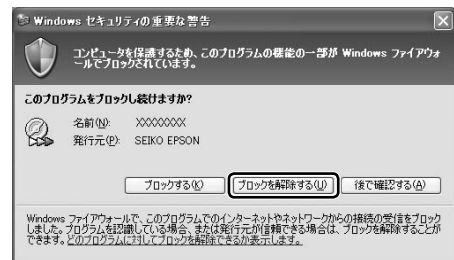 Windows セキュリティの重要な警告
コンピュータを保護するため、このプログラムの機能の一部が Windows ファイアウォ
ールでブロックされています。
このプログラムをブロックし続けますか?
名前(N): XXXXXXXX
発行元(P): SEIKO EPSON
ブロックする(K) ブロックを解除する(U) 後で確認する(A)
Windows ファイアウォールで、このプログラムでのインターネットやネットワークからの接続の受信をブロック
しました。プログラムを認識している場合、または発行元が信頼できる場合は、ブロックを解除することが
できます。どのプログラムに対してブロックを解除できるか表示します。